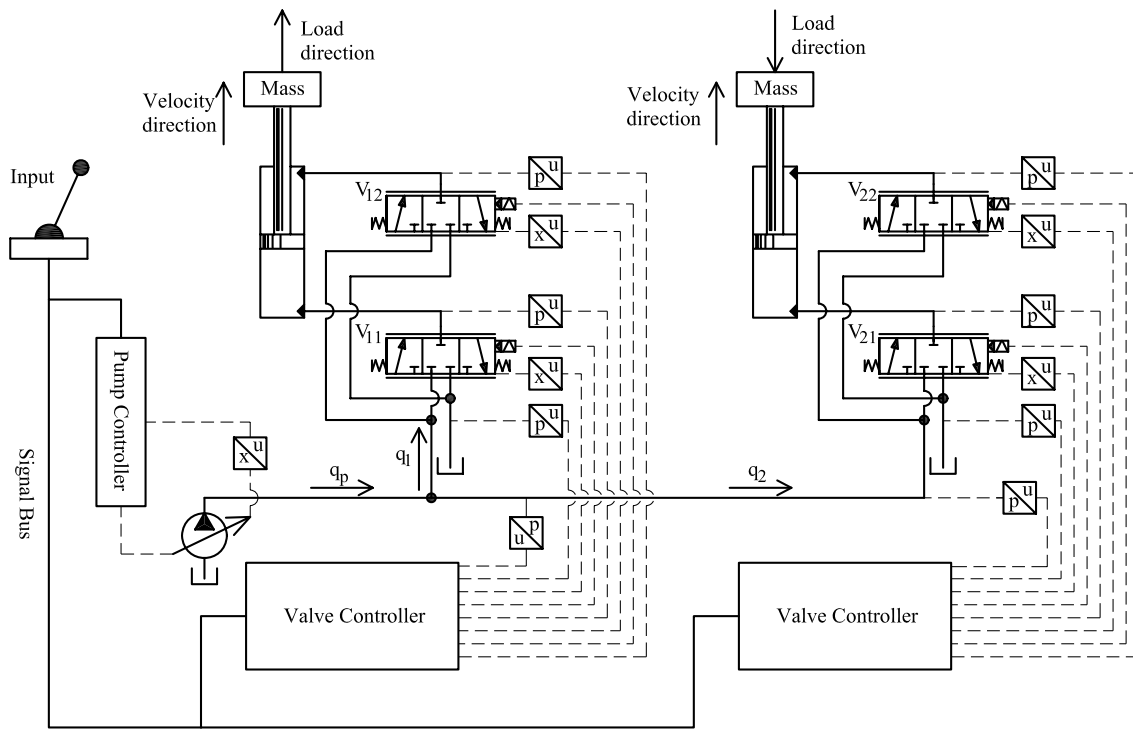 Load
direction
Mass
Velocity
direction
Input
V12
p u
x u
p u
V11
x u
p u
Pump Controller
Signal Bus
x u
qp
q1
u p
Valve Controller
Load
direction
Mass
Velocity
direction
V22
p u
x u
p u
V21
x u
p u
q2
p u
Valve Controller